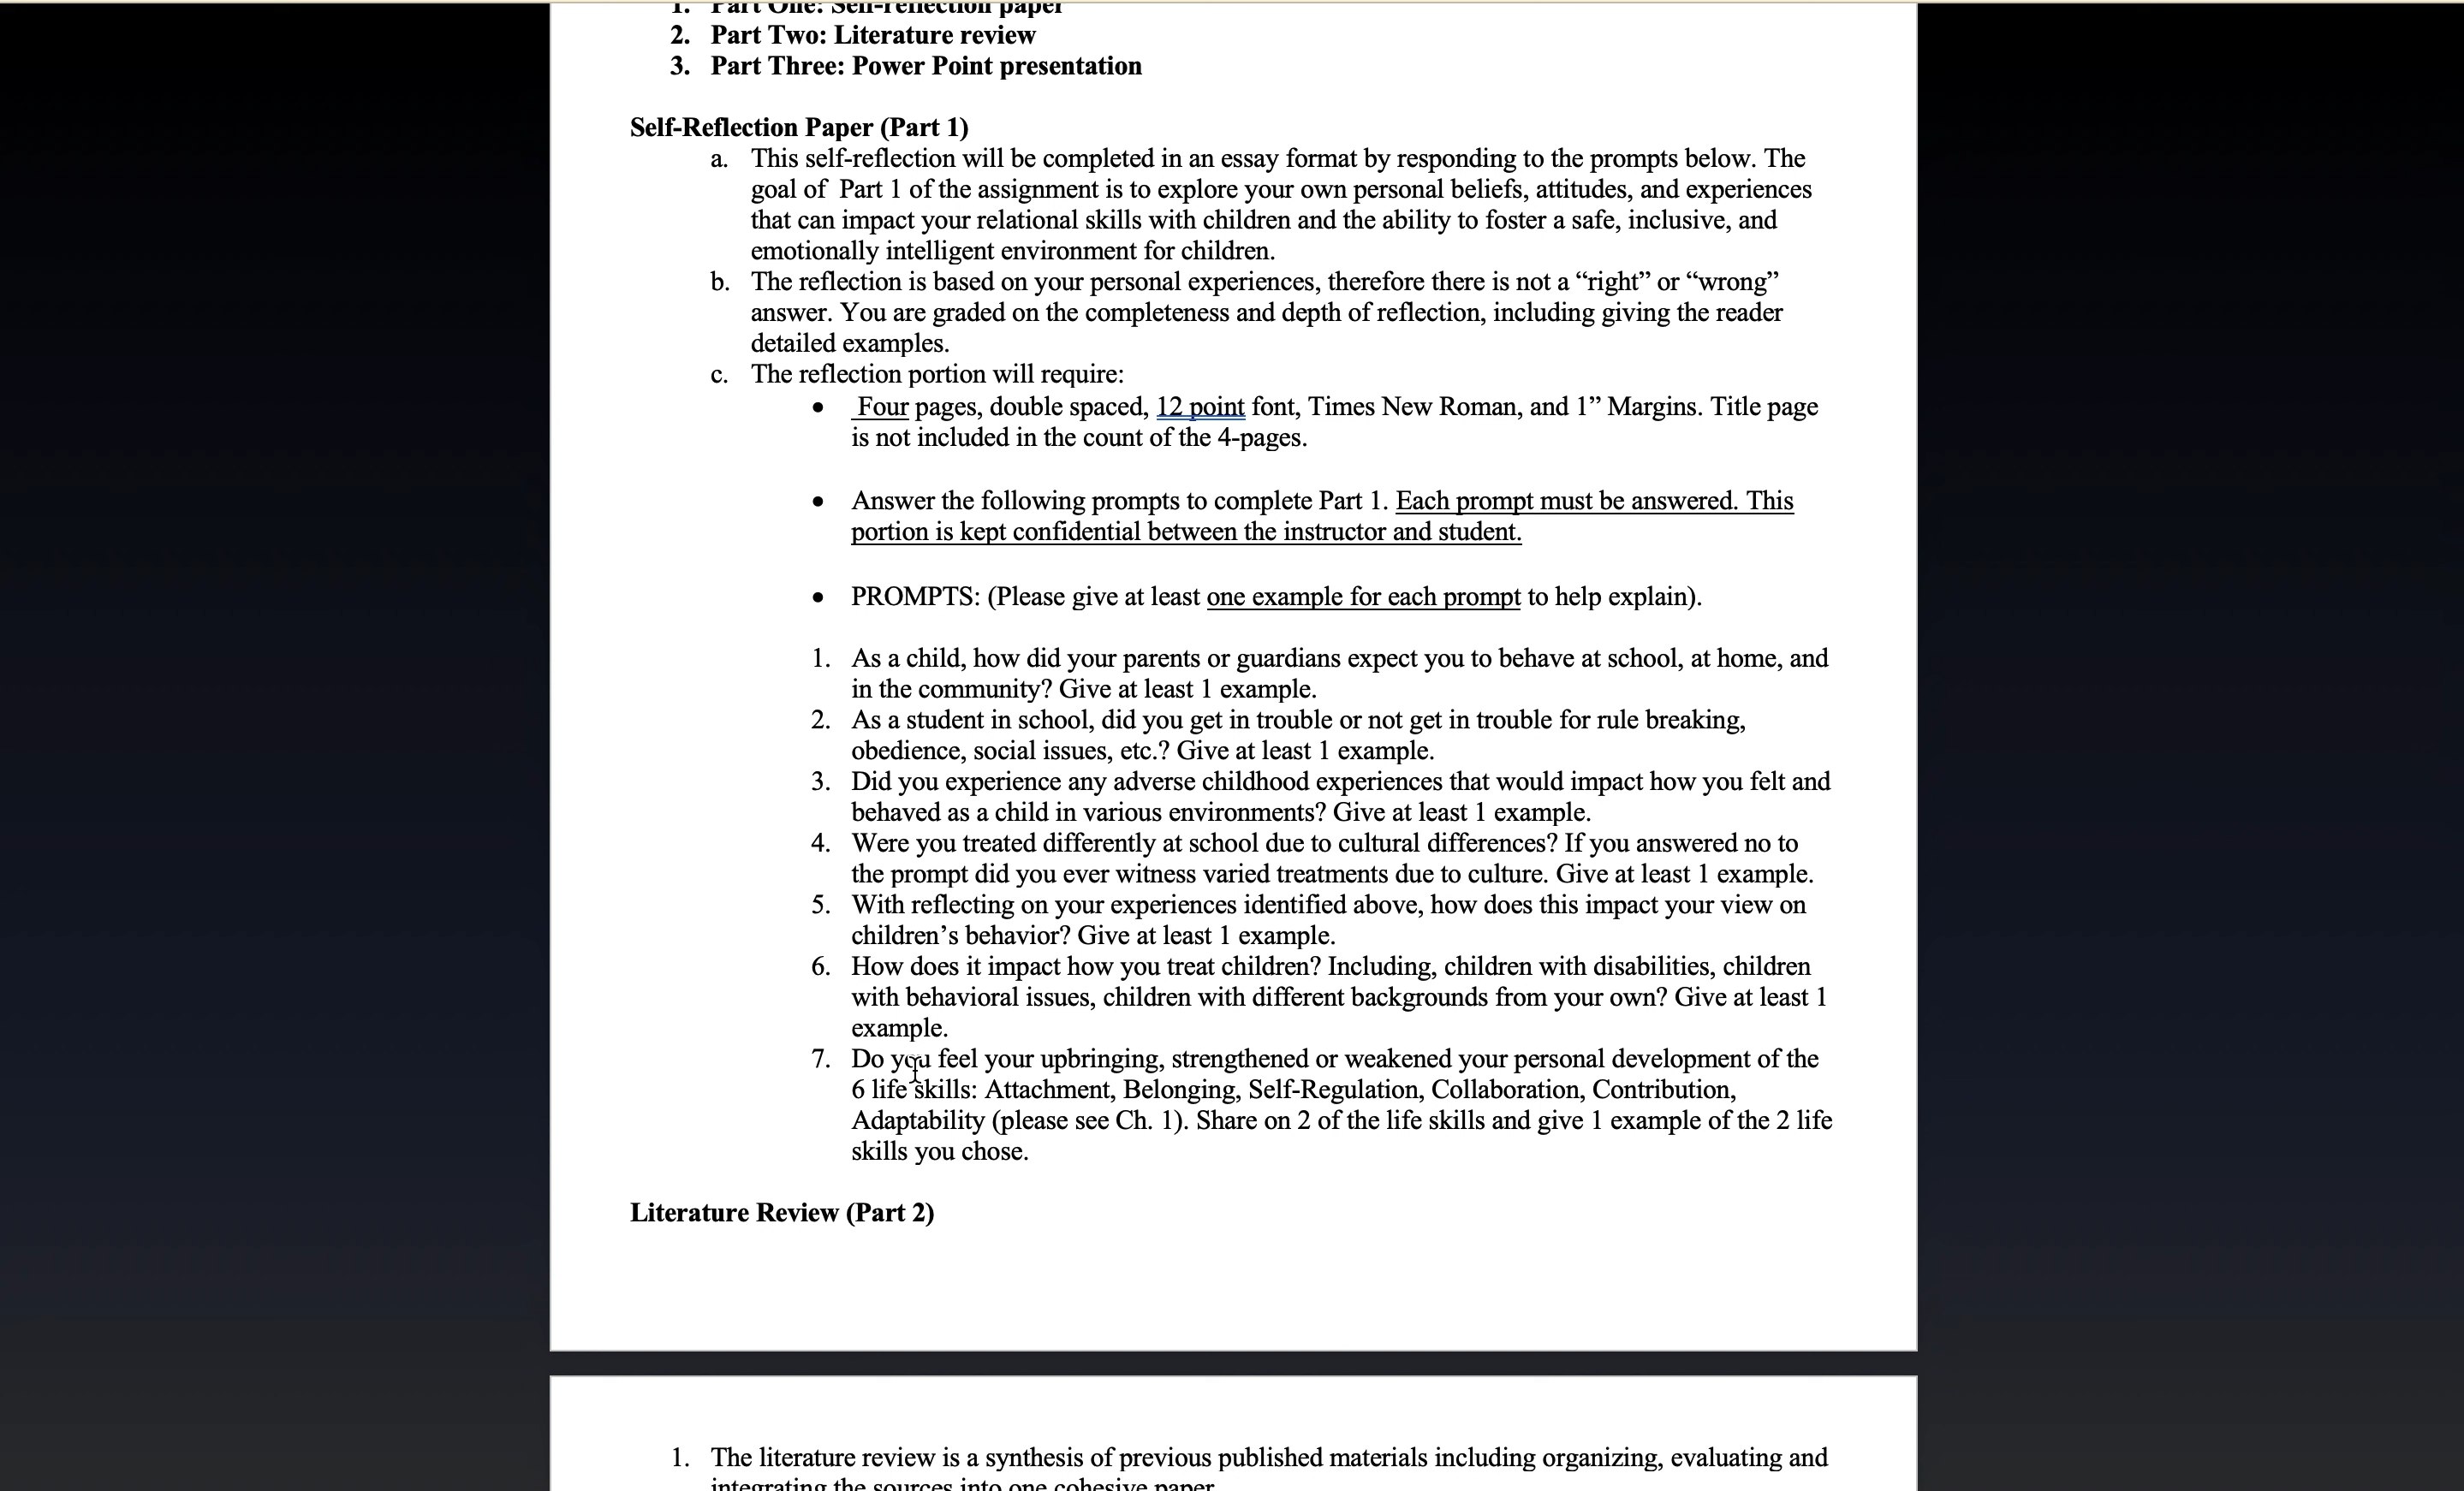 1. Part One: Self-reflection paper
2. Part Two: Literature review
3. Part Three: Power Point presentation
Self-Reflection Paper (Part 1)
a. This self-reflection will be completed in an essay format by responding to the prompts below. The
goal of Part 1 of the assignment is to explore your own personal beliefs, attitudes, and experiences
that can impact your relational skills with children and the ability to foster a safe, inclusive, and
emotionally intelligent environment for children.
b. The reflection is based on your personal experiences, therefore there is not a “right” or “wrong”
answer. You are graded on the completeness and depth of reflection, including giving the reader
detailed examples.
c. The reflection portion will require:
• Four pages, double spaced, 12 point font, Times New Roman, and 1” Margins. Title page
is not included in the count of the 4-pages.
• Answer the following prompts to complete Part 1. Each prompt must be answered. This
portion is kept confidential between the instructor and student.
• PROMPTS: (Please give at least one example for each prompt to help explain).
1. As a child, how did your parents or guardians expect you to behave at school, at home, and
in the community? Give at least 1 example.
2. As a student in school, did you get in trouble or not get in trouble for rule breaking,
obedience, social issues, etc.? Give at least 1 example.
3. Did you experience any adverse childhood experiences that would impact how you felt and
behaved as a child in various environments? Give at least 1 example.
4. Were you treated differently at school due to cultural differences? If you answered no to
the prompt did you ever witness varied treatments due to culture. Give at least 1 example.
5. With reflecting on your experiences identified above, how does this impact your view on
children’s behavior? Give at least 1 example.
6. How does it impact how you treat children? Including, children with disabilities, children
with behavioral issues, children with different backgrounds from your own? Give at least 1
example.
7. Do you feel your upbringing, strengthened or weakened your personal development of the
6 life skills: Attachment, Belonging, Self-Regulation, Collaboration, Contribution,
Adaptability (please see Ch. 1). Share on 2 of the life skills and give 1 example of the 2 life
skills you chose.
Literature Review (Part 2)
1. The literature review is a synthesis of previous published materials including organizing, evaluating and
integrating the sources into one cohesive paper.